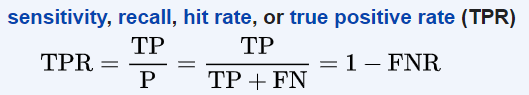 sensitivity, recall, hit rate, or true positive rate (TPR)
TPR = TP/P = TP/(TP + FN) = 1 − FNR